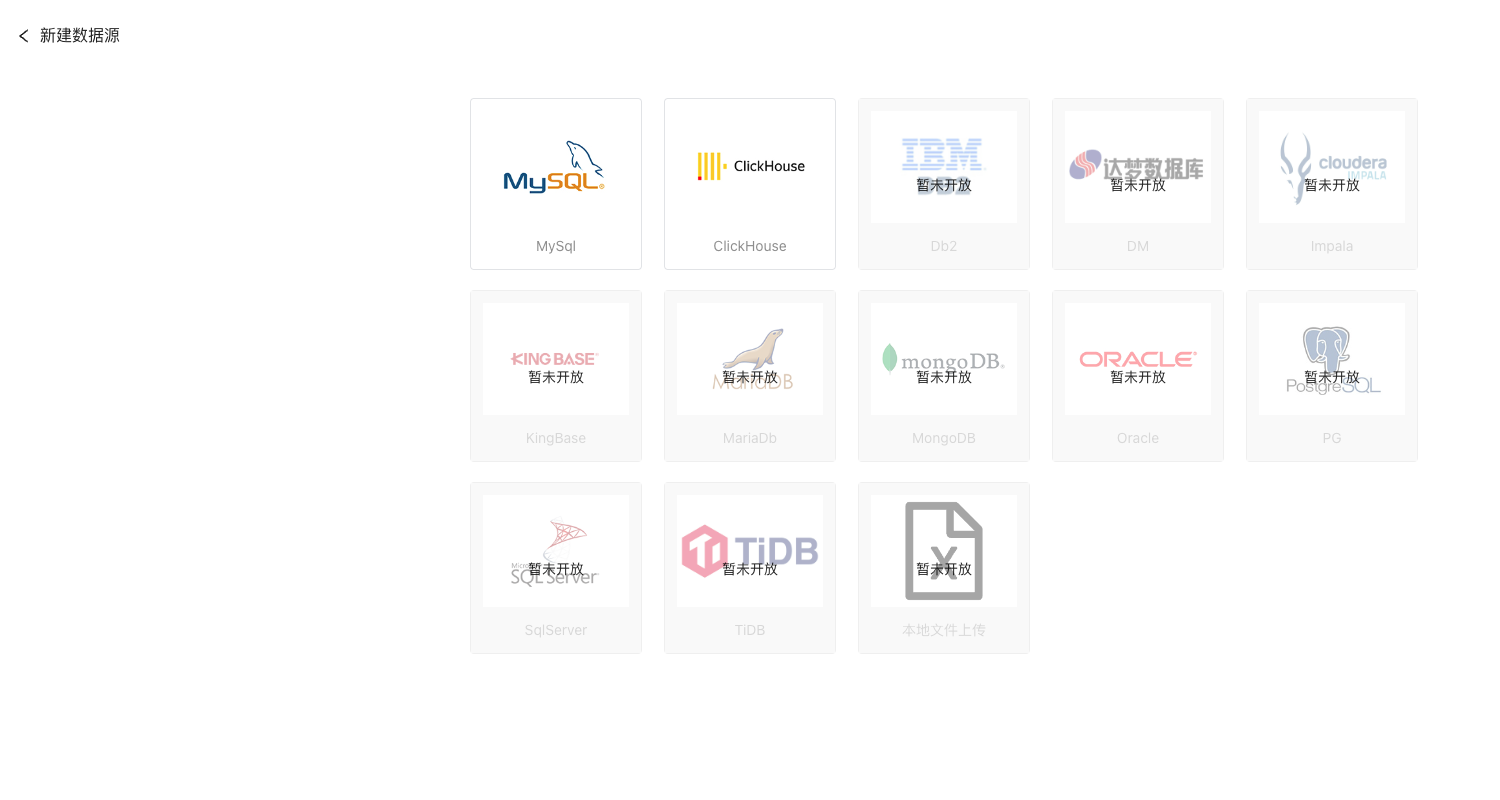 新建数据源
MySQL
ClickHouse
IBM
DB2
暂未开放
达梦数据库
暂未开放
cloudera
IMPALA
暂未开放
MySql
ClickHouse
Db2
DM
Impala
KINGBASE
暂未开放
MariaDB
暂未开放
mongoDB
暂未开放
ORACLE
暂未开放
PostgreSQL
暂未开放
KingBase
MariaDb
MongoDB
Oracle
PG
Microsoft
SQL Server
暂未开放
TiDB
暂未开放
X
暂未开放
SqlServer
TiDB
本地文件上传